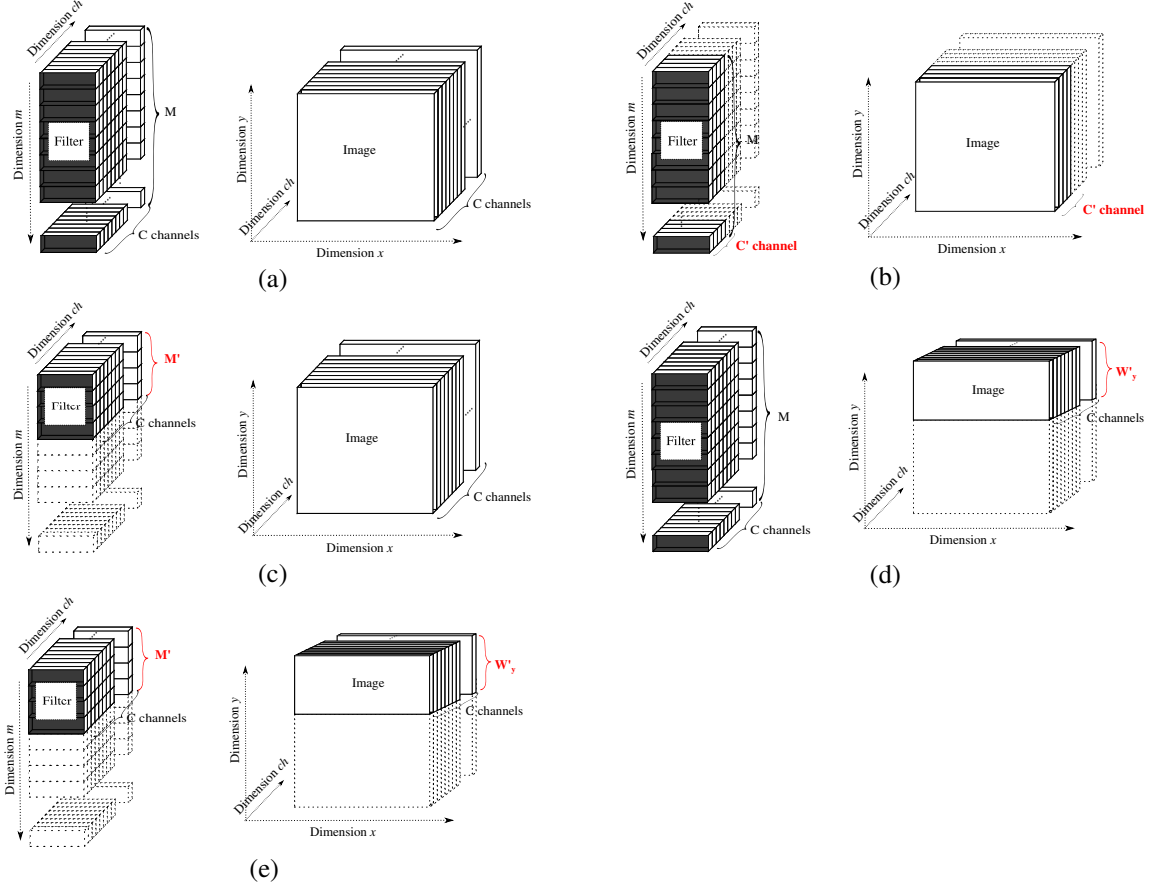 Dimension ch
Dimension m
Filter
M
C channels
Dimension y
Dimension ch
Image
C channels
Dimension x
(a)
Dimension ch
Dimension m
Filter
M
C' channel
Dimension y
Dimension ch
Image
C' channel
Dimension x
(b)
Dimension ch
Dimension m
Filter
M'
C channels
Dimension y
Dimension ch
Image
C channels
Dimension x
(c)
Dimension ch
Dimension m
Filter
M
C channels
Dimension y
Dimension ch
Image
W'y
C channels
Dimension x
(d)
Dimension ch
Dimension m
Filter
M'
C channels
Dimension y
Dimension ch
Image
W'y
C channels
Dimension x
(e)